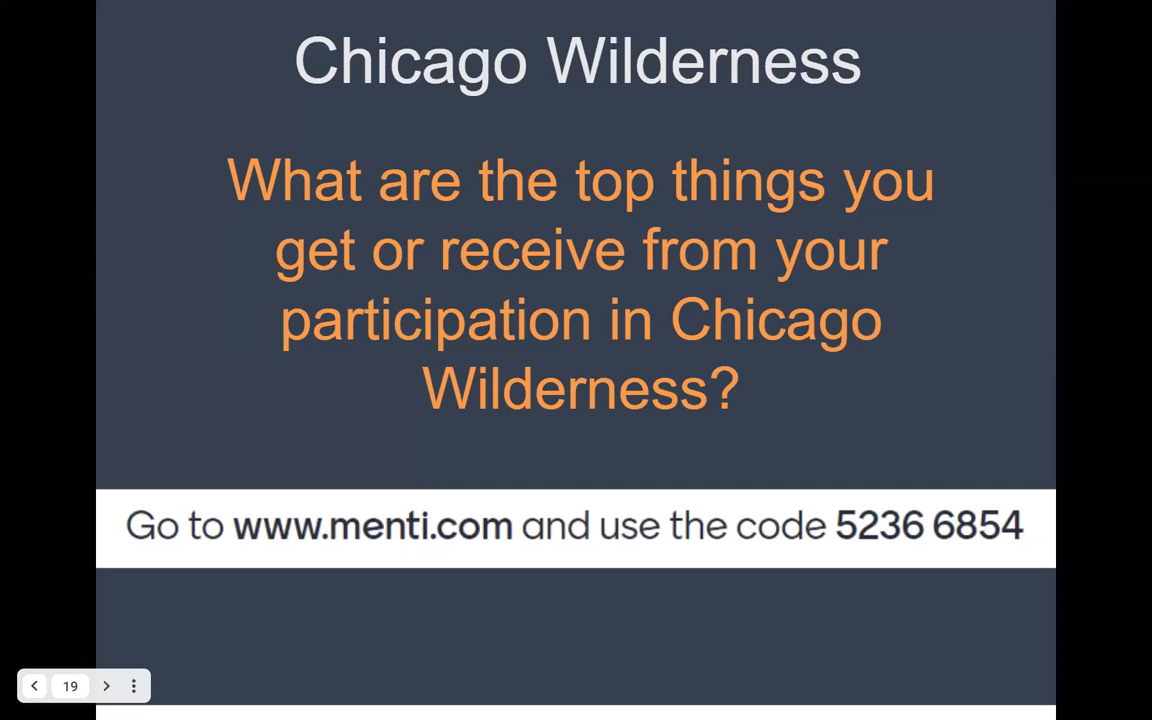 Chicago Wilderness
What are the top things you
get or receive from your
participation in Chicago
Wilderness?
Go to www.menti.com and use the code 5236 6854
19